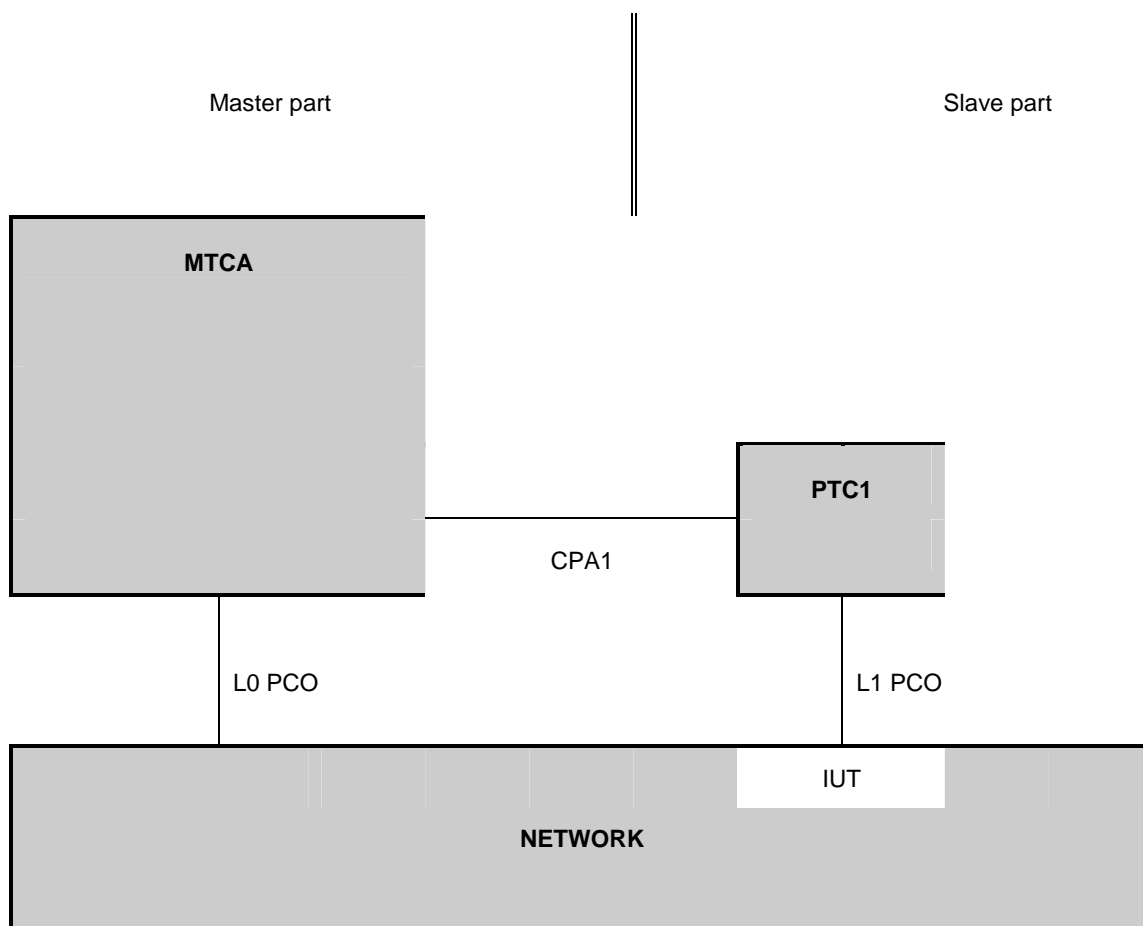 Master part
Slave part
MTCA
PTC1
CPA1
L0 PCO
L1 PCO
IUT
NETWORK